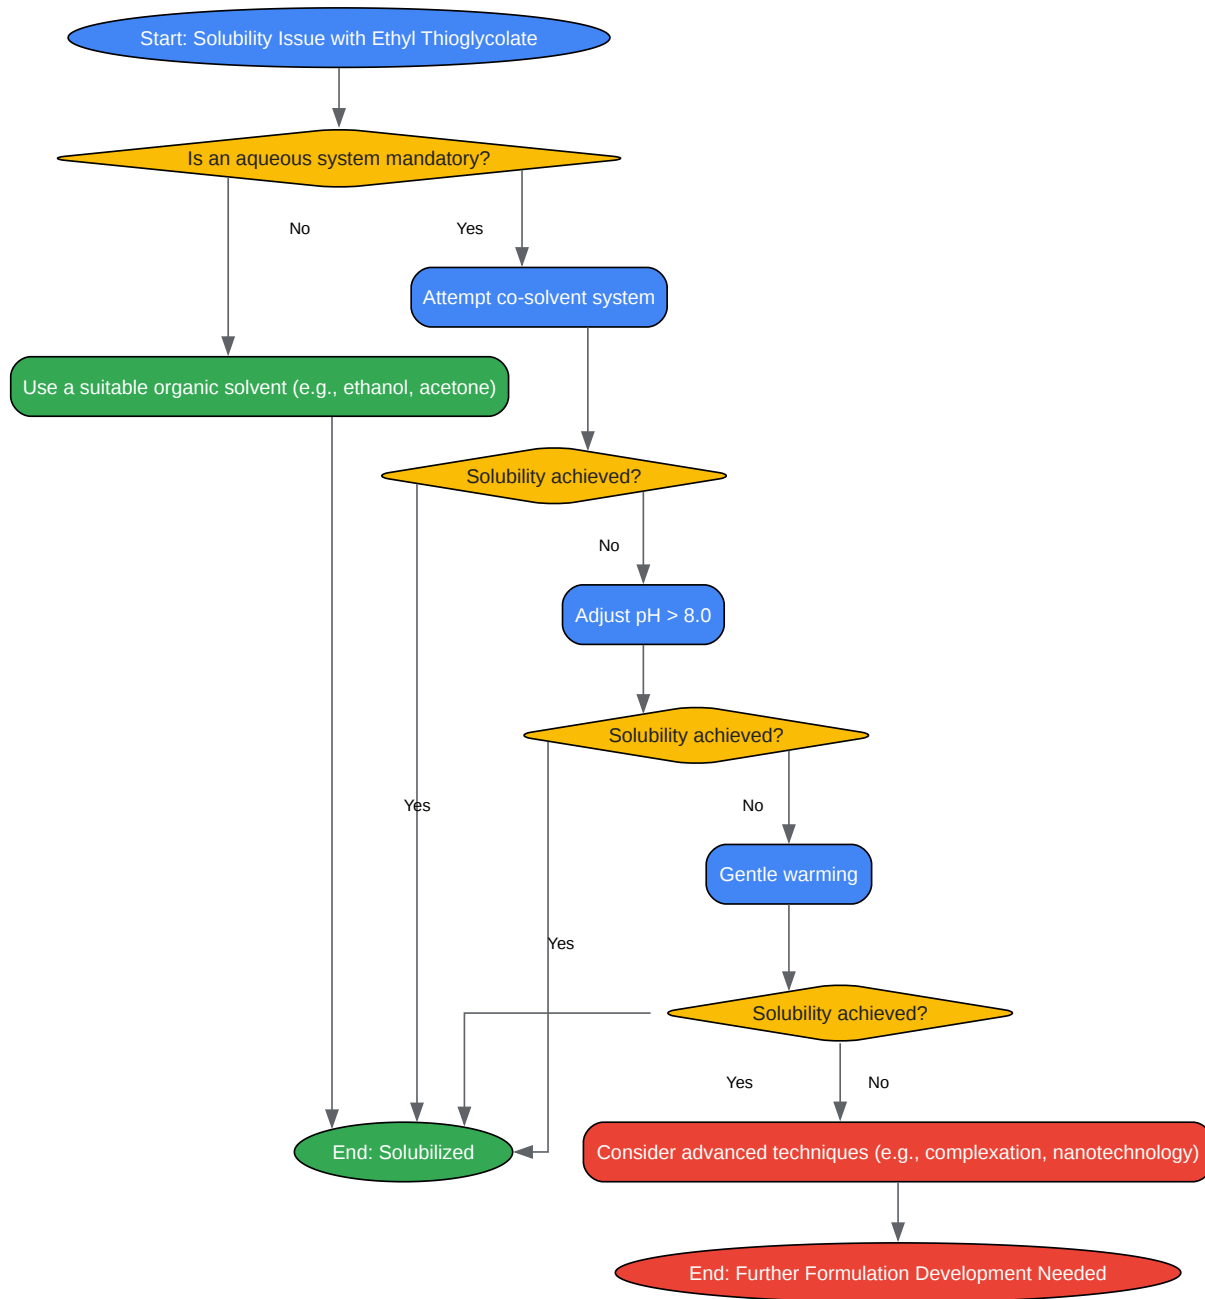 Start: Solubility Issue with Ethyl Thioglycolate
Is an aqueous system mandatory?
No
Yes
Attempt co-solvent system
Use a suitable organic solvent (e.g., ethanol, acetone)
Solubility achieved?
No
Adjust pH > 8.0
Solubility achieved?
Yes
No
Gentle warming
Yes
Solubility achieved?
Yes
No
End: Solubilized
Consider advanced techniques (e.g., complexation, nanotechnology)
End: Further Formulation Development Needed